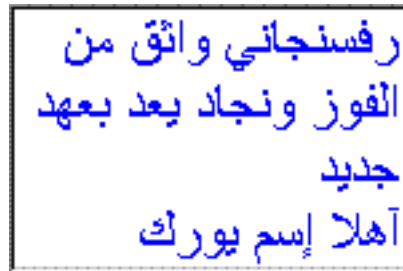 رفسنجاني واثق من
الفوز ونجاد يعد بعهد
جديد
آهلا إسم يورك